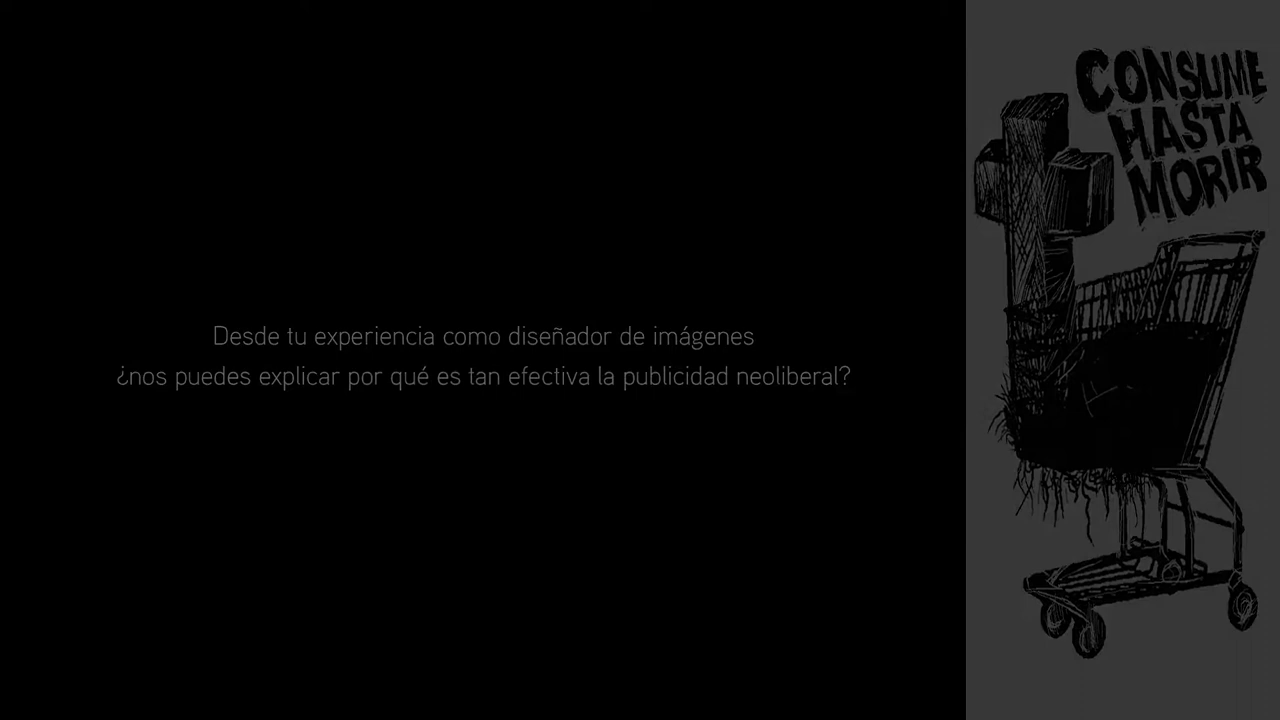 Desde tu experiencia como diseñador de imágenes
¿nos puedes explicar por qué es tan efectiva la publicidad neoliberal?
CONSUME
HASTA
MORIR